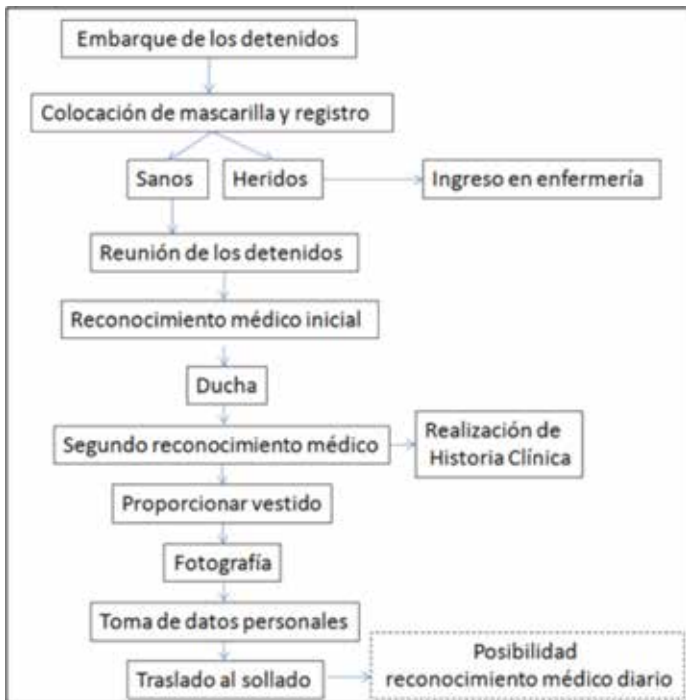 Embarque de los detenidos
Colocación de mascarilla y registro
Sanos
Heridos
Ingreso en enfermería
Reunión de los detenidos
Reconocimiento médico inicial
Ducha
Segundo reconocimiento médico
Realización de
Historia Clínica
Proporcionar vestido
Fotografía
Toma de datos personales
Traslado al sollado
Posibilidad
reconocimiento médico diario